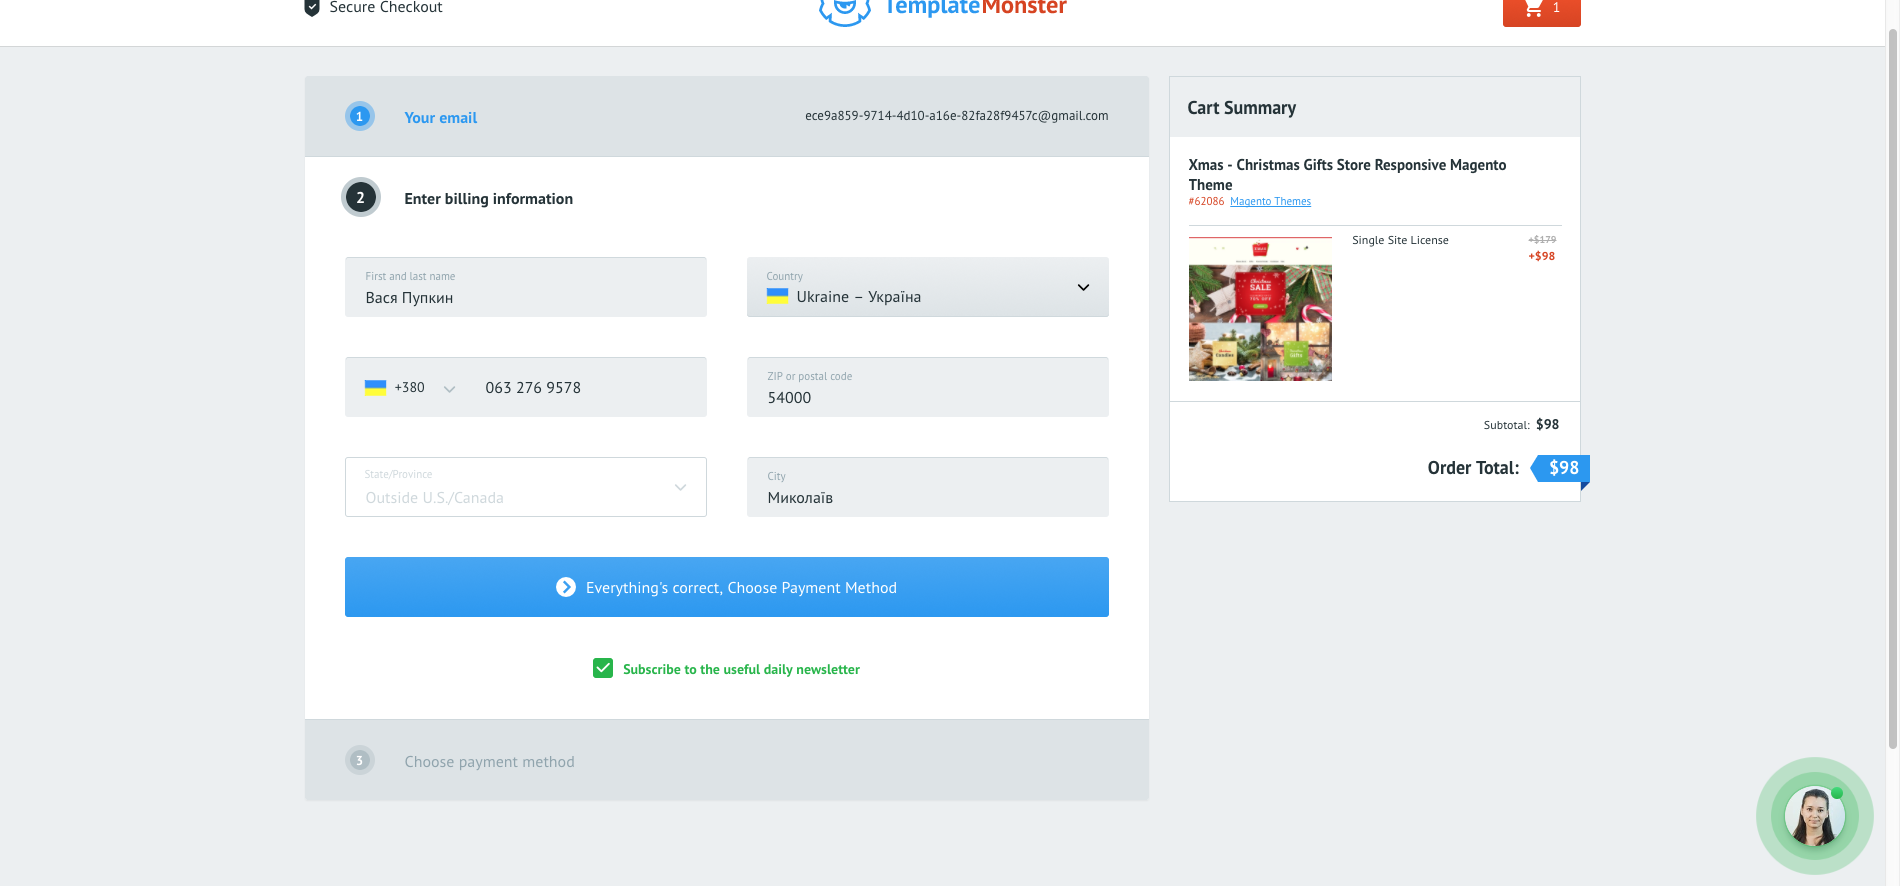 Secure Checkout
TemplateMonster
1
1
Your email
ece9a859-9714-4d10-a16e-82fa28f9457c@gmail.com
2
Enter billing information
First and last name
Вася Пупкин
Country
Ukraine – Україна
+380
063 276 9578
ZIP or postal code
54000
State/Province
Outside U.S./Canada
City
Миколаїв
Everything's correct, Choose Payment Method
Subscribe to the useful daily newsletter
3
Choose payment method
Cart Summary
Xmas - Christmas Gifts Store Responsive Magento
Theme
#62086 Magento Themes
Single Site License
+$179
+$98
SALE
Subtotal: $98
Order Total: $98